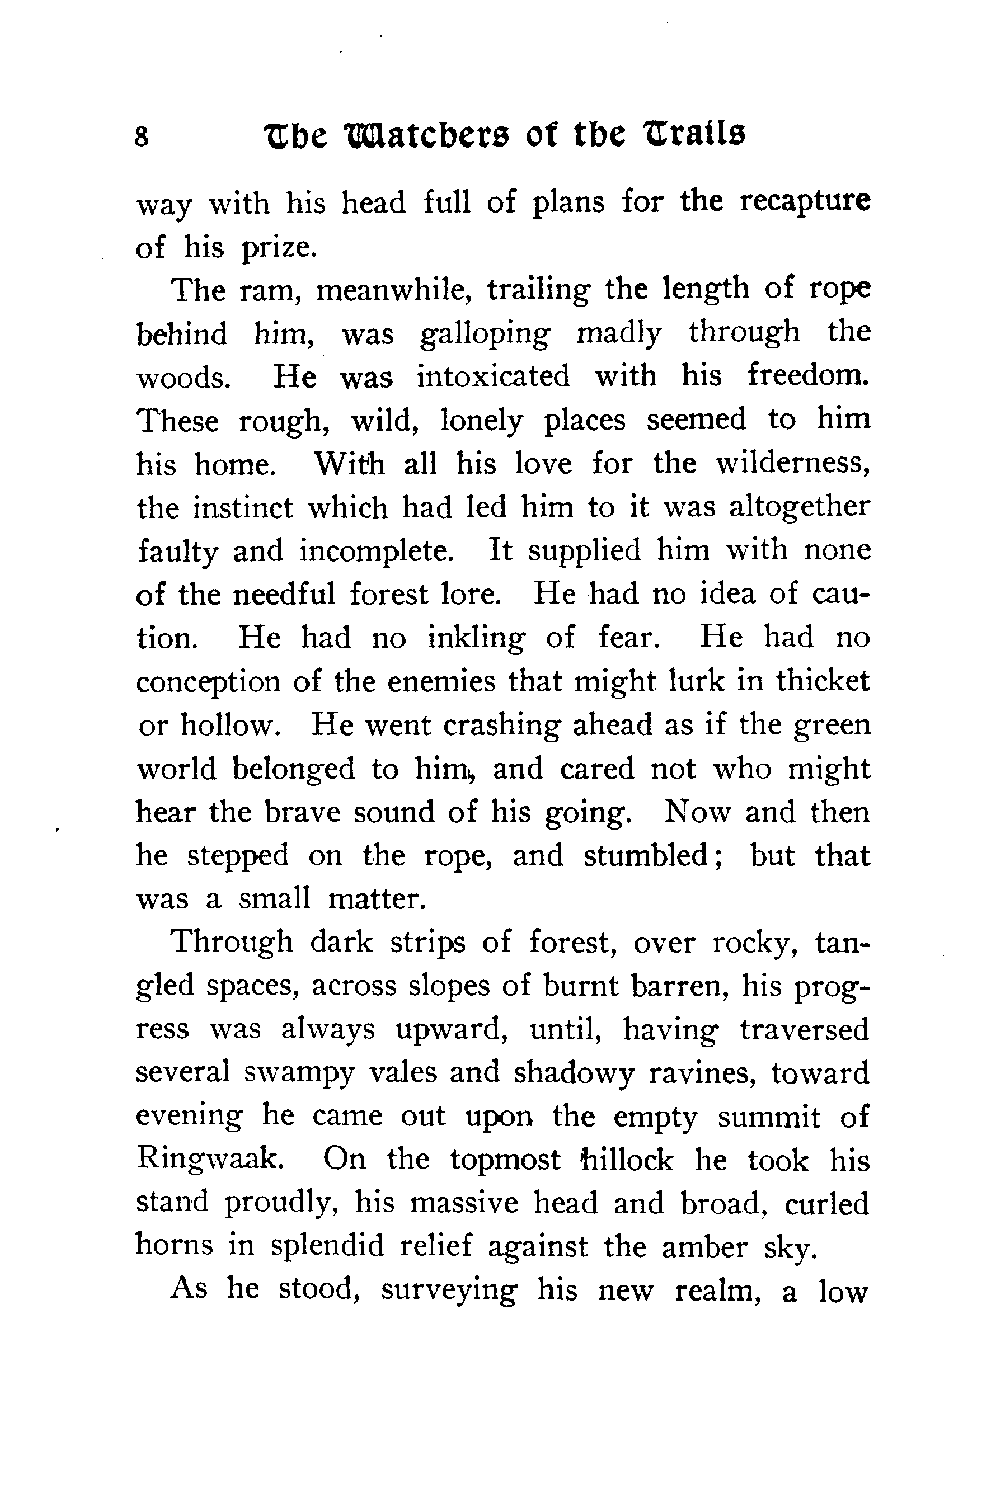 8 The Watchers of the Trails
way with his head full of plans for the recapture
of his prize.
The ram, meanwhile, trailing the length of rope
behind him, was galloping madly through the
woods. He was intoxicated with his freedom.
These rough, wild, lonely places seemed to him
his home. With all his love for the wilderness,
the instinct which had led him to it was altogether
faulty and incomplete. It supplied him with none
of the needful forest lore. He had no idea of cau-
tion. He had no inkling of fear. He had no
conception of the enemies that might lurk in thicket
or hollow. He went crashing ahead as if the green
world belonged to him, and cared not who might
hear the brave sound of his going. Now and then
he stepped on the rope, and stumbled; but that
was a small matter.
Through dark strips of forest, over rocky, tan-
gled spaces, across slopes of burnt barren, his prog-
ress was always upward, until, having traversed
several swampy vales and shadowy ravines, toward
evening he came out upon the empty summit of
Ringwaak. On the topmost hillock he took his
stand proudly, his massive head and broad, curled
horns in splendid relief against the amber sky.
As he stood, surveying his new realm, a low